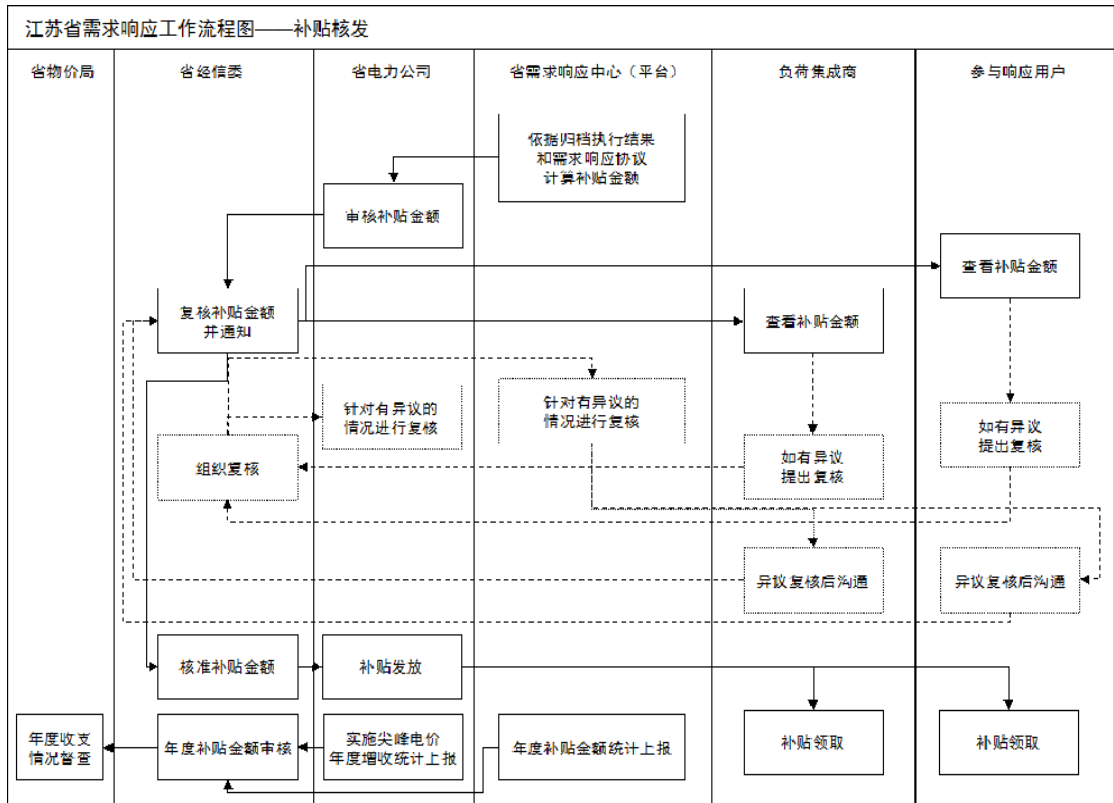 江苏省需求响应工作流程图——补贴核发
省物价局
省经信委
省电力公司
省需求响应中心（平台）
负荷集成商
参与响应用户
依据归档执行结果
和需求响应协议
计算补贴金额
审核补贴金额
查看补贴金额
复核补贴金额
并通知
查看补贴金额
针对有异议的
情况进行复核
针对有异议的
情况进行复核
如有异议
提出复核
组织复核
如有异议
提出复核
异议复核后沟通
异议复核后沟通
核准补贴金额
补贴发放
年度收支
情况督查
年度补贴金额审核
实施尖峰电价
年度增收统计上报
年度补贴金额统计上报
补贴领取
补贴领取